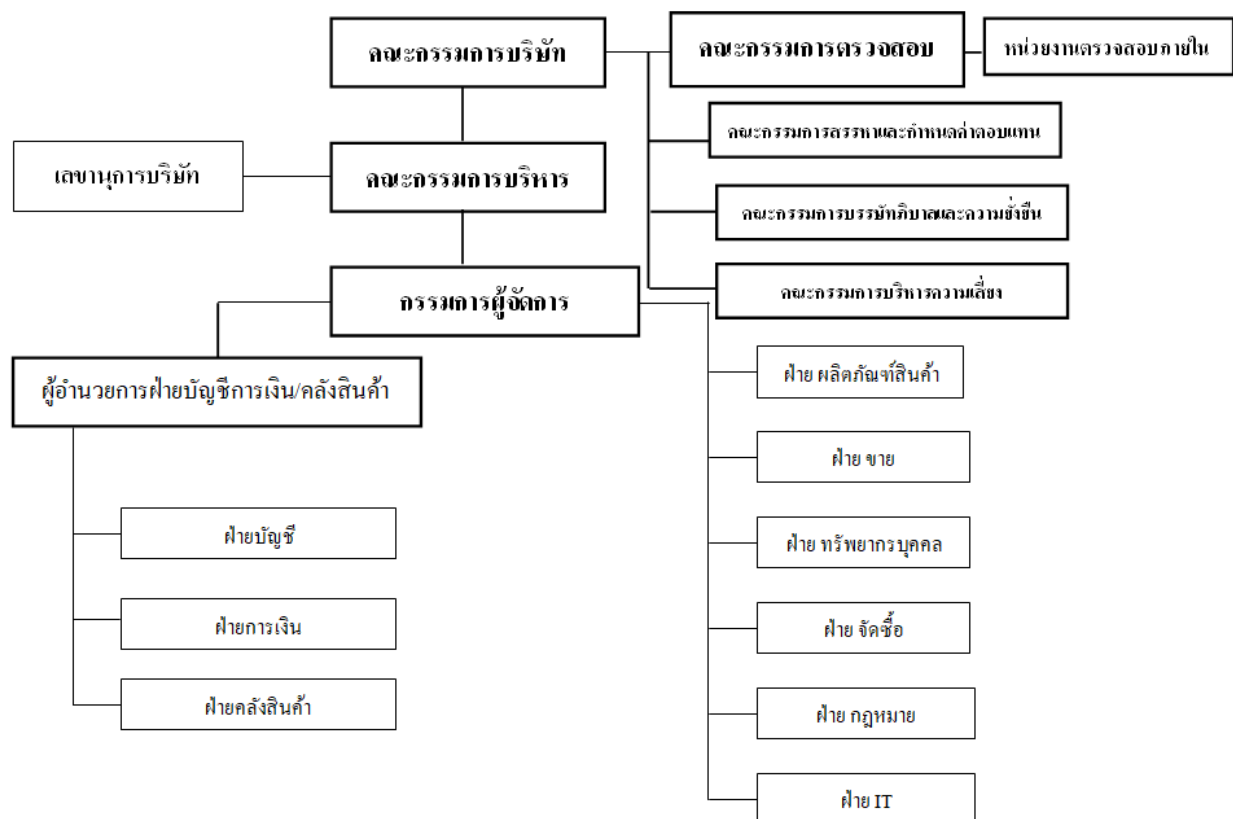 คณะกรรมการบริษัท
คณะกรรมการตรวจสอบ
หน่วยงานตรวจสอบภายใน
คณะกรรมการสรรหาและกำหนดค่าตอบแทน
เลขานุการบริษัท
คณะกรรมการบริหาร
คณะกรรมการบรรษัทภิบาลและความยั่งยืน
กรรมการผู้จัดการ
คณะกรรมการบริหารความเสี่ยง
ผู้อำนวยการฝ่ายบัญชีการเงิน/คลังสินค้า
ฝ่ายบัญชี
ฝ่ายการเงิน
ฝ่ายคลังสินค้า
ฝ่าย ผลิตภัณฑ์สินค้า
ฝ่าย ขาย
ฝ่าย ทรัพยากรบุคคล
ฝ่าย จัดซื้อ
ฝ่าย กฎหมาย
ฝ่าย IT